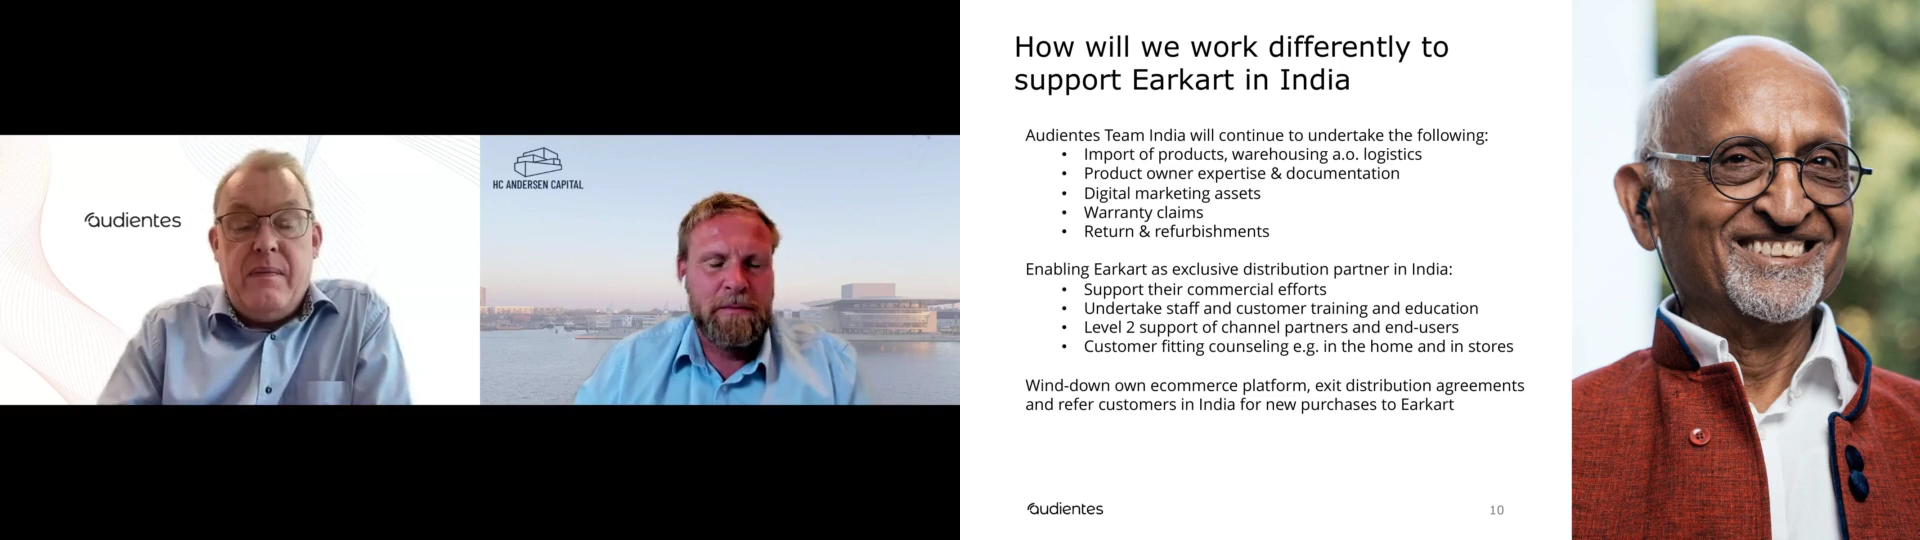 audientes
HC ANDERSEN CAPITAL
How will we work differently to
support Earkart in India
Audientes Team India will continue to undertake the following:
• Import of products, warehousing a.o. logistics
• Product owner expertise & documentation
• Digital marketing assets
• Warranty claims
• Return & refurbishments
Enabling Earkart as exclusive distribution partner in India:
• Support their commercial efforts
• Undertake staff and customer training and education
• Level 2 support of channel partners and end-users
• Customer fitting counseling e.g. in the home and in stores
Wind-down own ecommerce platform, exit distribution agreements
and refer customers in India for new purchases to Earkart
audientes
10